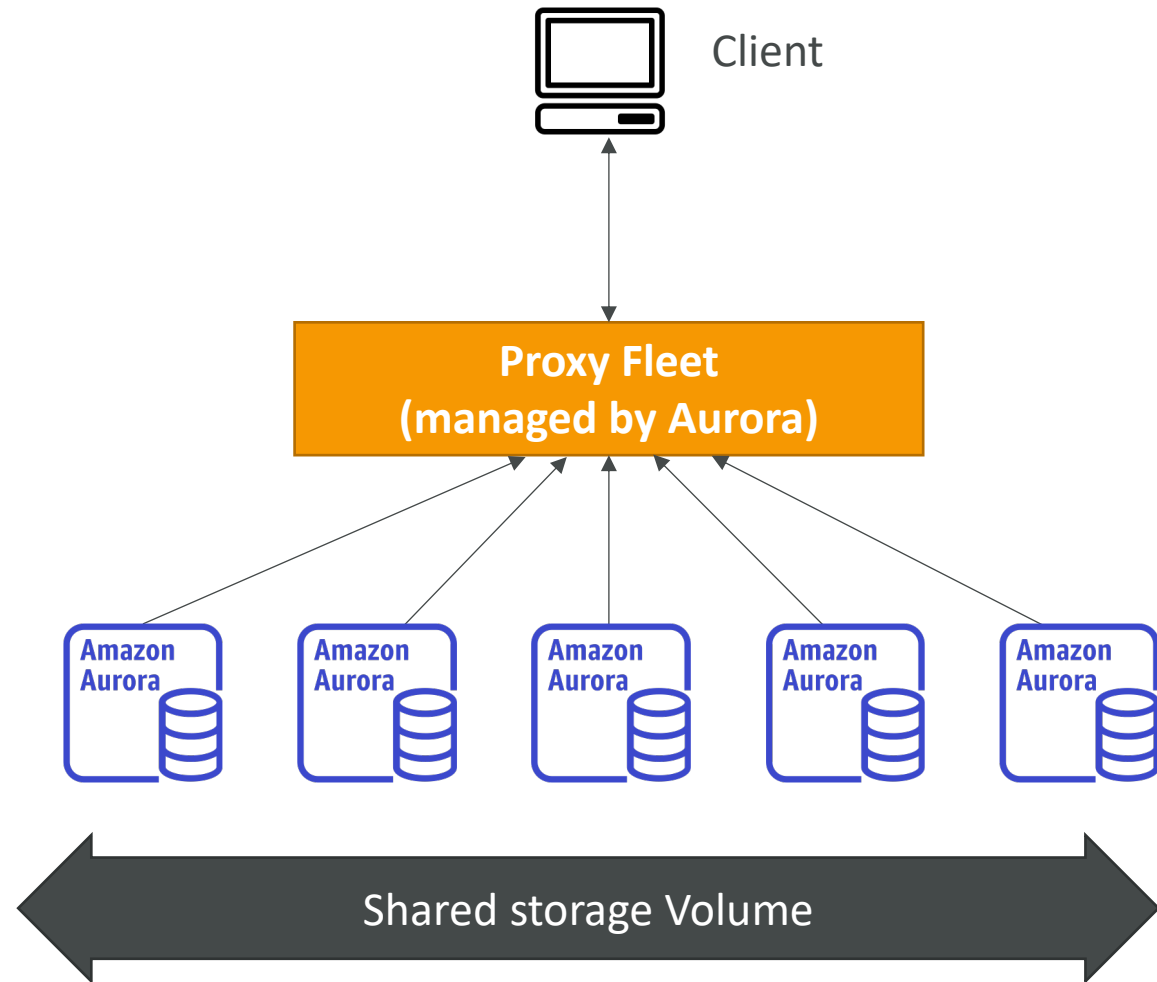 Client
Proxy Fleet
(managed by Aurora)
Amazon
Aurora
Amazon
Aurora
Amazon
Aurora
Amazon
Aurora
Amazon
Aurora
Shared storage Volume